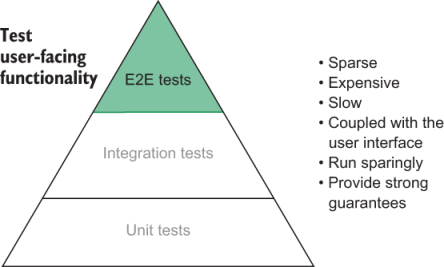 Test
user-facing
functionality
E2E tests
Integration tests
Unit tests
• Sparse
• Expensive
• Slow
• Coupled with the
user interface
• Run sparingly
• Provide strong
guarantees